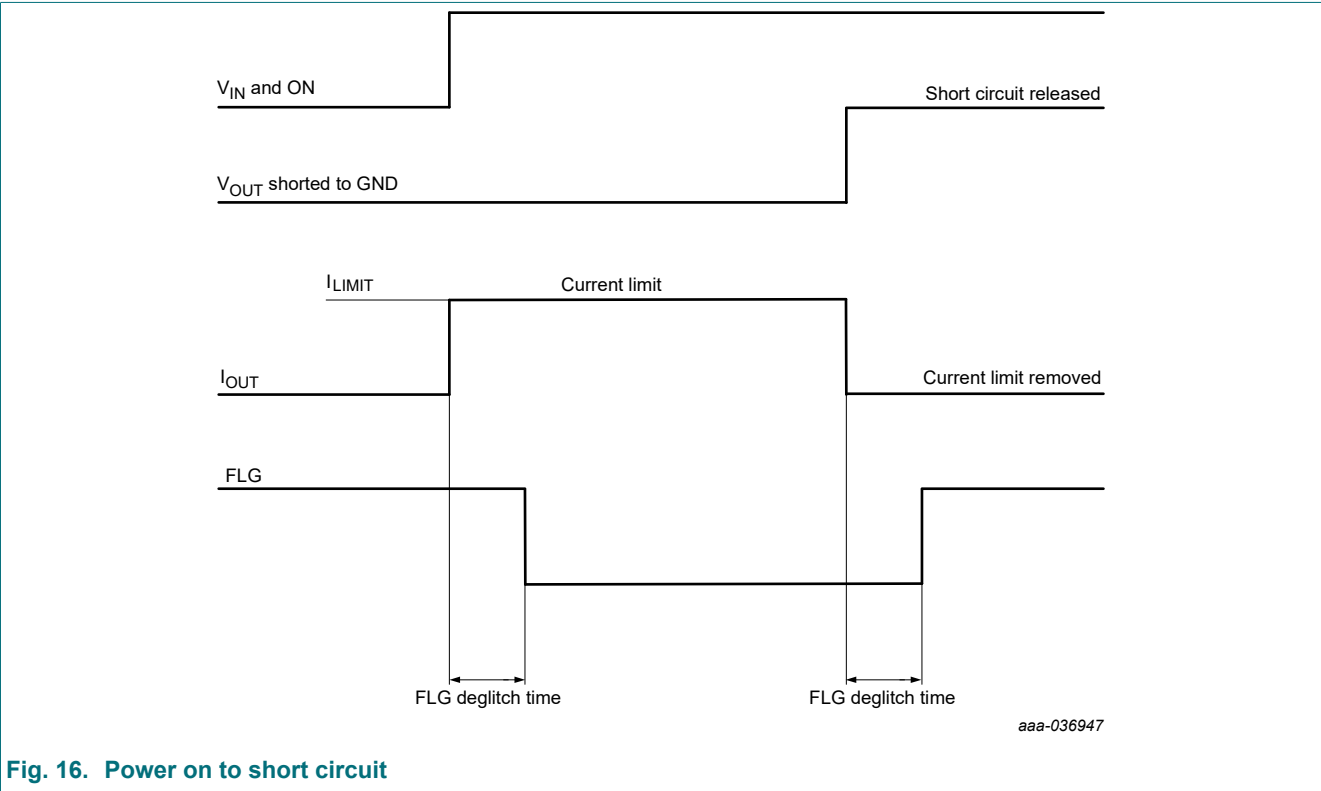 V_IN and ON
Short circuit released
V_OUT shorted to GND
I_LIMIT
Current limit
I_OUT
Current limit removed
FLG
FLG deglitch time
FLG deglitch time
aaa-036947
Fig. 16. Power on to short circuit